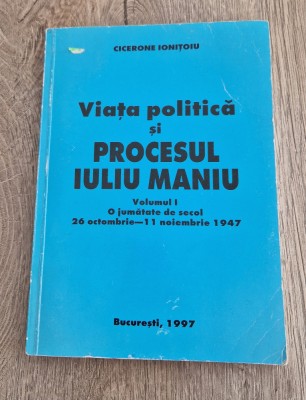 CICERONE IONIȚOIU
Viața politică
și
PROCESUL
IULIU MANIU
Volumul I
O jumătate de secol
26 octombrie—11 noiembrie 1947
București, 1997